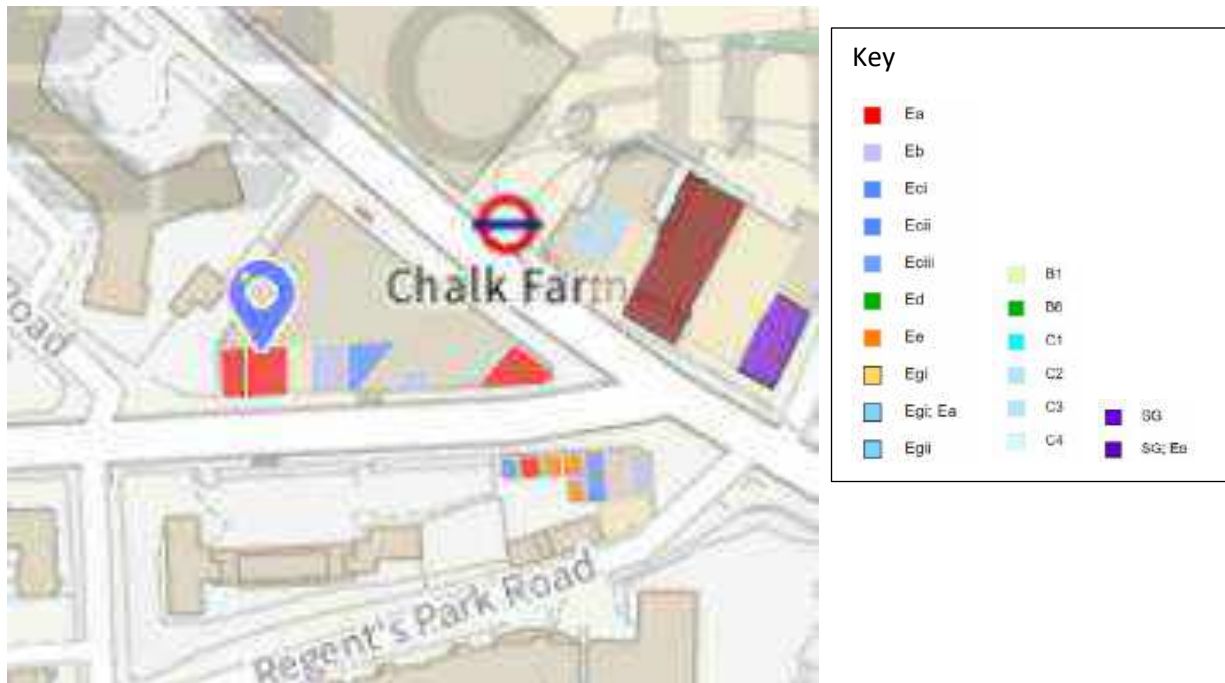 Chalk Farm
Road
Regent's Park Road
Key
Ea
Eb
Eci
Ecii
Eciii
Ed
Ee
Egi
Egi; Ea
Egii
B1
B8
C1
C2
C3
C4
SG
SG; Ea